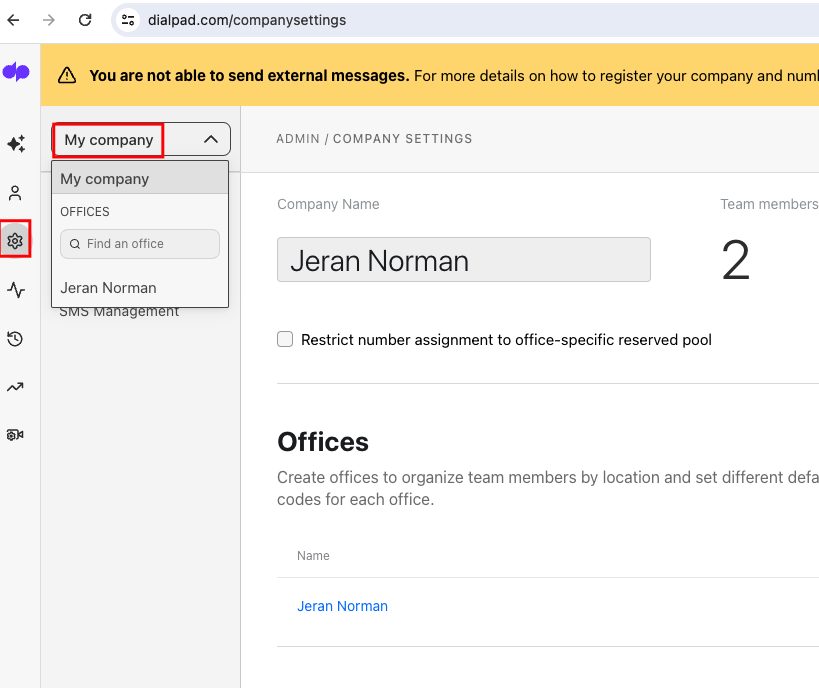 dialpad.com/companysettings
You are not able to send external messages. For more details on how to register your company and num
My company
My company
OFFICES
Find an office
Jeran Norman
SMS Management
ADMIN / COMPANY SETTINGS
Company Name
Team members
Jeran Norman
2
Restrict number assignment to office-specific reserved pool
Offices
Create offices to organize team members by location and set different defa
codes for each office.
Name
Jeran Norman